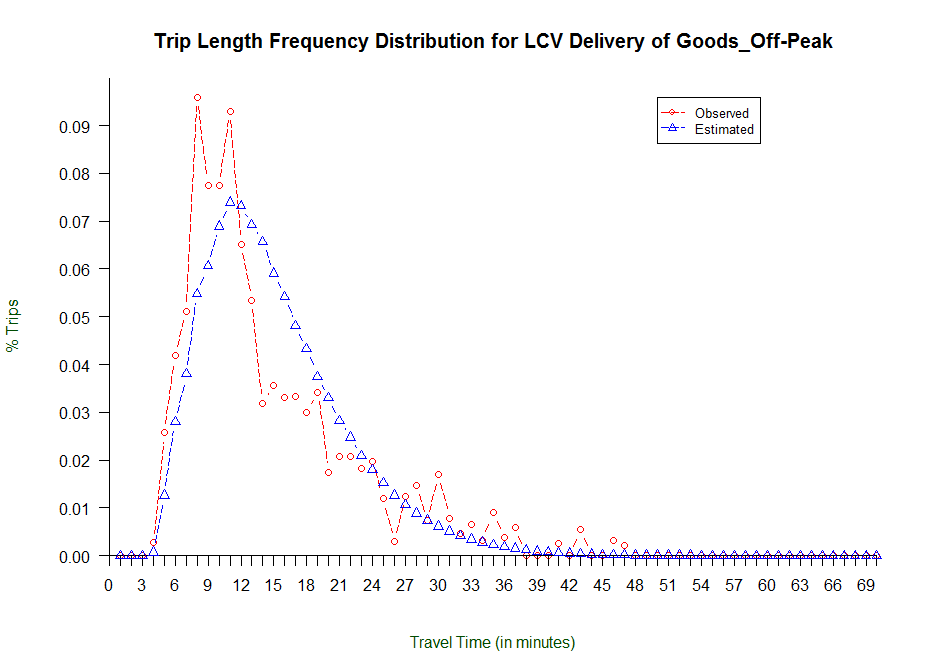 Trip Length Frequency Distribution for LCV Delivery of Goods_Off-Peak
Observed
Estimated
0.09
0.08
0.07
0.06
0.05
0.04
0.03
0.02
0.01
0.00
% Trips
0 3 6 9 12 15 18 21 24 27 30 33 36 39 42 45 48 51 54 57 60 63 66 69
Travel Time (in minutes)